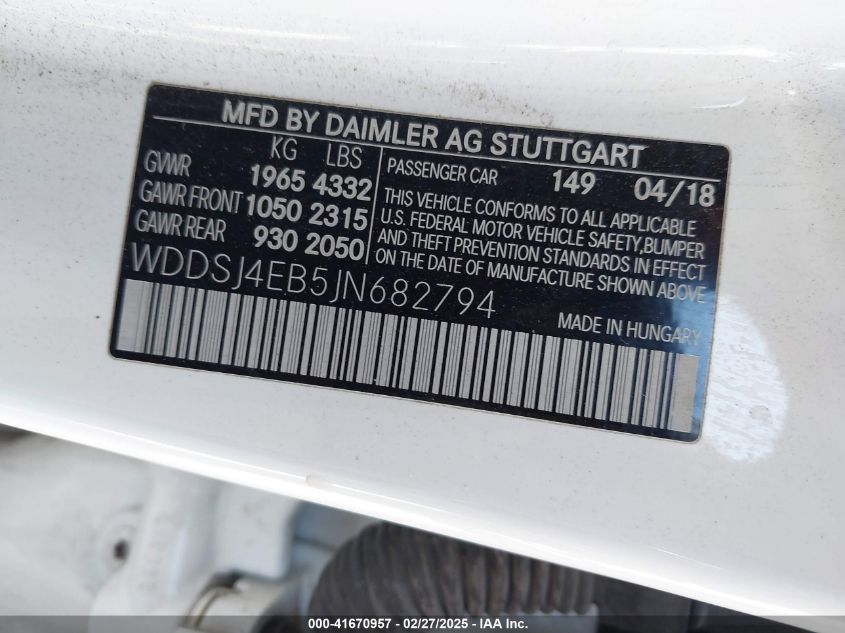 MFD BY DAIMLER AG STUTTGART
KG LBS
GVWR 1965 4332
GAWR FRONT 1050 2315
GAWR REAR 930 2050
PASSENGER CAR 149 04/18
THIS VEHICLE CONFORMS TO ALL APPLICABLE
U.S. FEDERAL MOTOR VEHICLE SAFETY,BUMPER
AND THEFT PREVENTION STANDARDS IN EFFECT
ON THE DATE OF MANUFACTURE SHOWN ABOVE
WDDSJ4EB5JN682794
MADE IN HUNGARY
000-41670957 - 02/27/2025 - IAAI.com